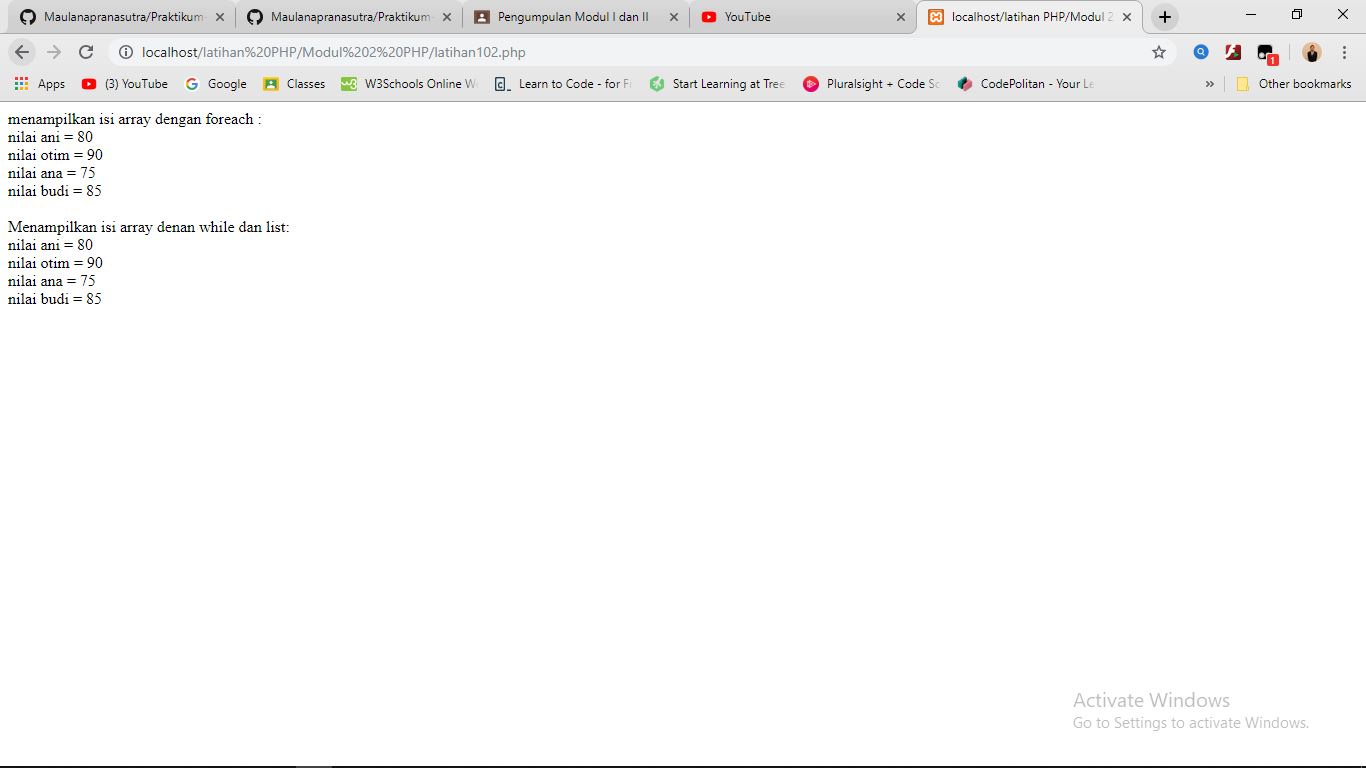 Maulanapranasutra/Praktikum-
Maulanapranasutra/Praktikum-
Pengumpulan Modul I dan II
YouTube
localhost/latihan PHP/Modul 2
localhost/latihan%20PHP/Modul%202%20PHP/latihan102.php
1
Apps
(3) YouTube
Google
Classes
W3Schools Online W
Learn to Code - for F
Start Learning at Tree
Pluralsight + Code Sc
CodePolitan - Your Le
»
Other bookmarks
menampilkan isi array dengan foreach :
nilai ani = 80
nilai otim = 90
nilai ana = 75
nilai budi = 85
Menampilkan isi array denan while dan list:
nilai ani = 80
nilai otim = 90
nilai ana = 75
nilai budi = 85
Activate Windows
Go to Settings to activate Windows.